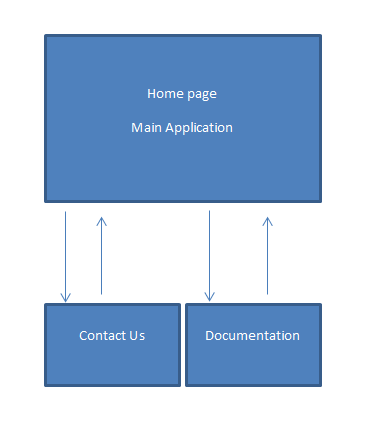 Home page
Main Application
Contact Us
Documentation